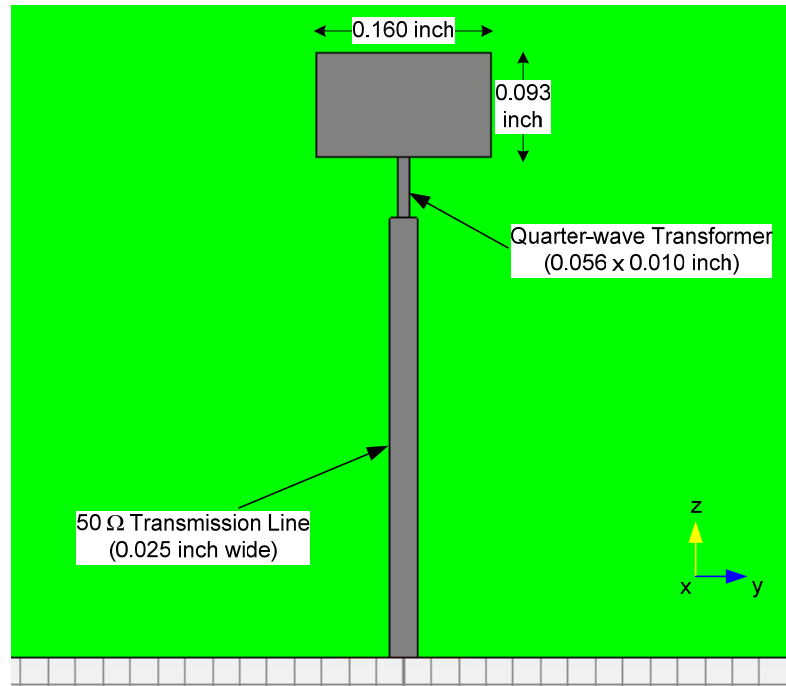 0.160 inch
0.093
inch
Quarter-wave Transformer
(0.056 x 0.010 inch)
50 Ω Transmission Line
(0.025 inch wide)
z
x
y